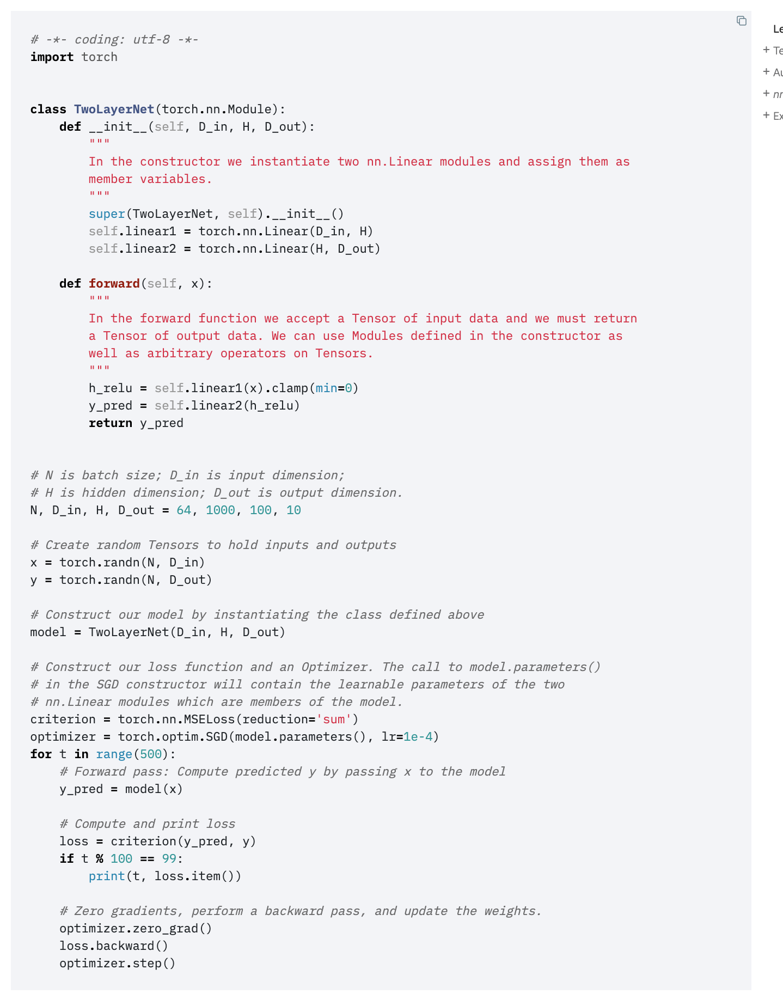 # -*- coding: utf-8 -*-
import torch


class TwoLayerNet(torch.nn.Module):
    def __init__(self, D_in, H, D_out):
        """
        In the constructor we instantiate two nn.Linear modules and assign them as
        member variables.
        """
        super(TwoLayerNet, self).__init__()
        self.linear1 = torch.nn.Linear(D_in, H)
        self.linear2 = torch.nn.Linear(H, D_out)

    def forward(self, x):
        """
        In the forward function we accept a Tensor of input data and we must return
        a Tensor of output data. We can use Modules defined in the constructor as
        well as arbitrary operators on Tensors.
        """
        h_relu = self.linear1(x).clamp(min=0)
        y_pred = self.linear2(h_relu)
        return y_pred


# N is batch size; D_in is input dimension;
# H is hidden dimension; D_out is output dimension.
N, D_in, H, D_out = 64, 1000, 100, 10

# Create random Tensors to hold inputs and outputs
x = torch.randn(N, D_in)
y = torch.randn(N, D_out)

# Construct our model by instantiating the class defined above
model = TwoLayerNet(D_in, H, D_out)

# Construct our loss function and an Optimizer. The call to model.parameters()
# in the SGD constructor will contain the learnable parameters of the two
# nn.Linear modules which are members of the model.
criterion = torch.nn.MSELoss(reduction='sum')
optimizer = torch.optim.SGD(model.parameters(), lr=1e-4)
for t in range(500):
    # Forward pass: Compute predicted y by passing x to the model
    y_pred = model(x)

    # Compute and print loss
    loss = criterion(y_pred, y)
    if t % 100 == 99:
        print(t, loss.item())

    # Zero gradients, perform a backward pass, and update the weights.
    optimizer.zero_grad()
    loss.backward()
    optimizer.step()
Le
+ Te
+ Au
+ nn
+ Ex